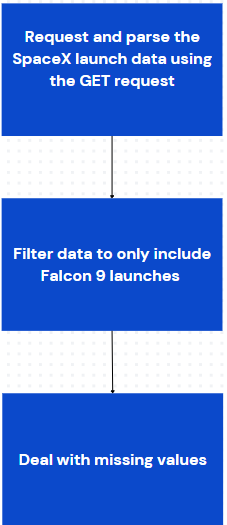 Request and parse the
SpaceX launch data using
the GET request
Filter data to only include
Falcon 9 launches
Deal with missing values